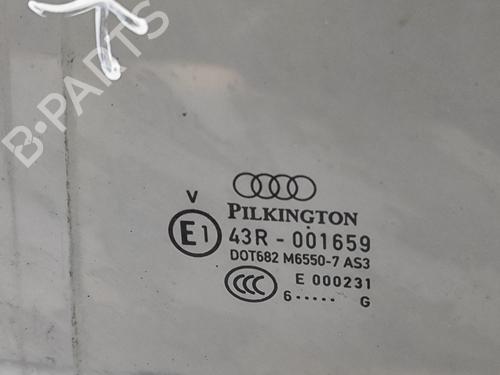 B-PARTS
V
PILKINGTON
E1 43R - 001659
DOT682 M6550-7 AS3
CCC E 000231
6····· G